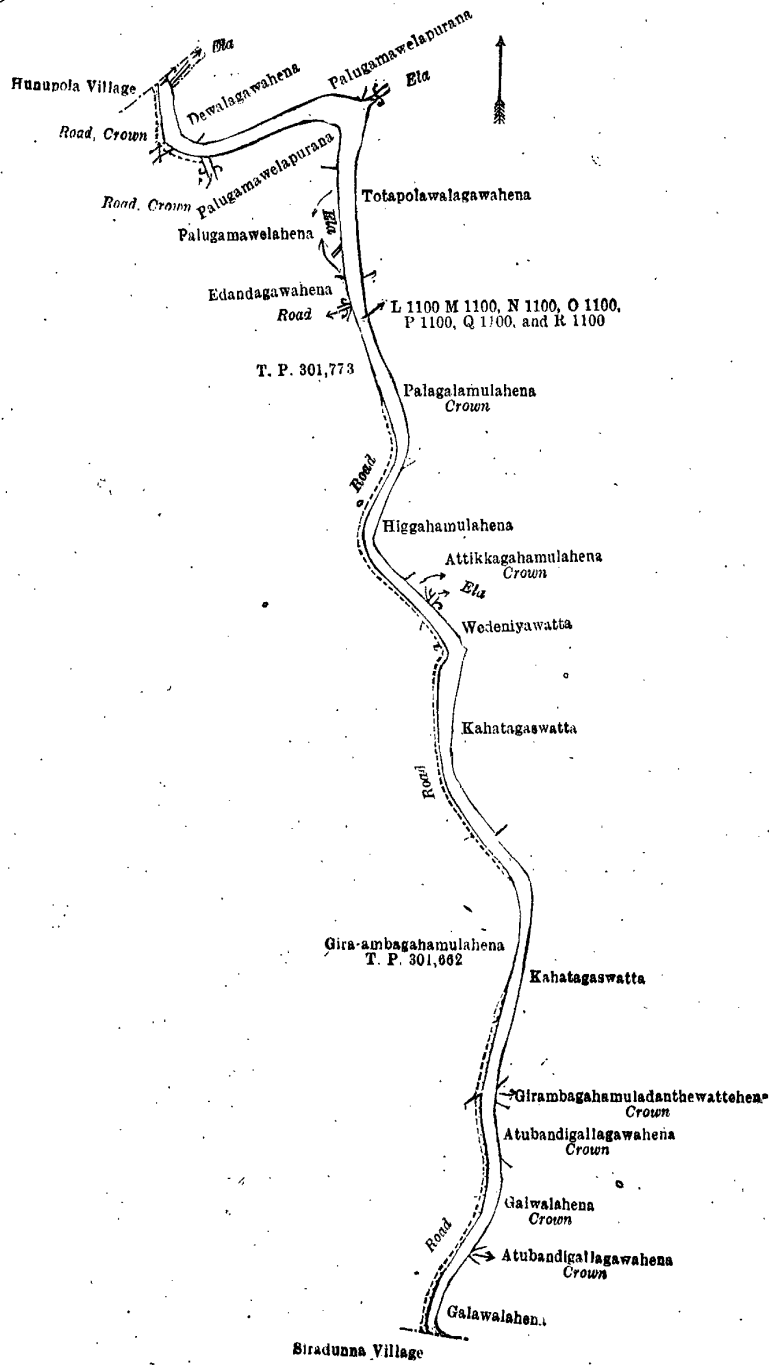 Ela
Palugamawelapurana
Hunupola Village
Dewalagawahena
Ela
Road, Crown
Palugamawelapurana
Road, Crown
Totapolawalagawahena
Ela
Palugamawelahena
Edandagawahena
Road
L 1100 M 1100, N 1100, O 1100,
P 1100, Q 1100, and R 1100
T. P. 301,773
Palagalamulahena
Crown
Road
Higgahamulahena
Attikkagahamulahena
Crown
Ela
Wedeniyawatta
Kahatagaswatta
Road
Gira-ambagahamulahena
T. P. 301,662
Kahatagaswatta
Girambagahamuladanthewattehena
Crown
Atubandigallagawahena
Crown
Galwalahena
Crown
Road
Atubandigallagawahena
Crown
Galawalahena
Siradunna Village